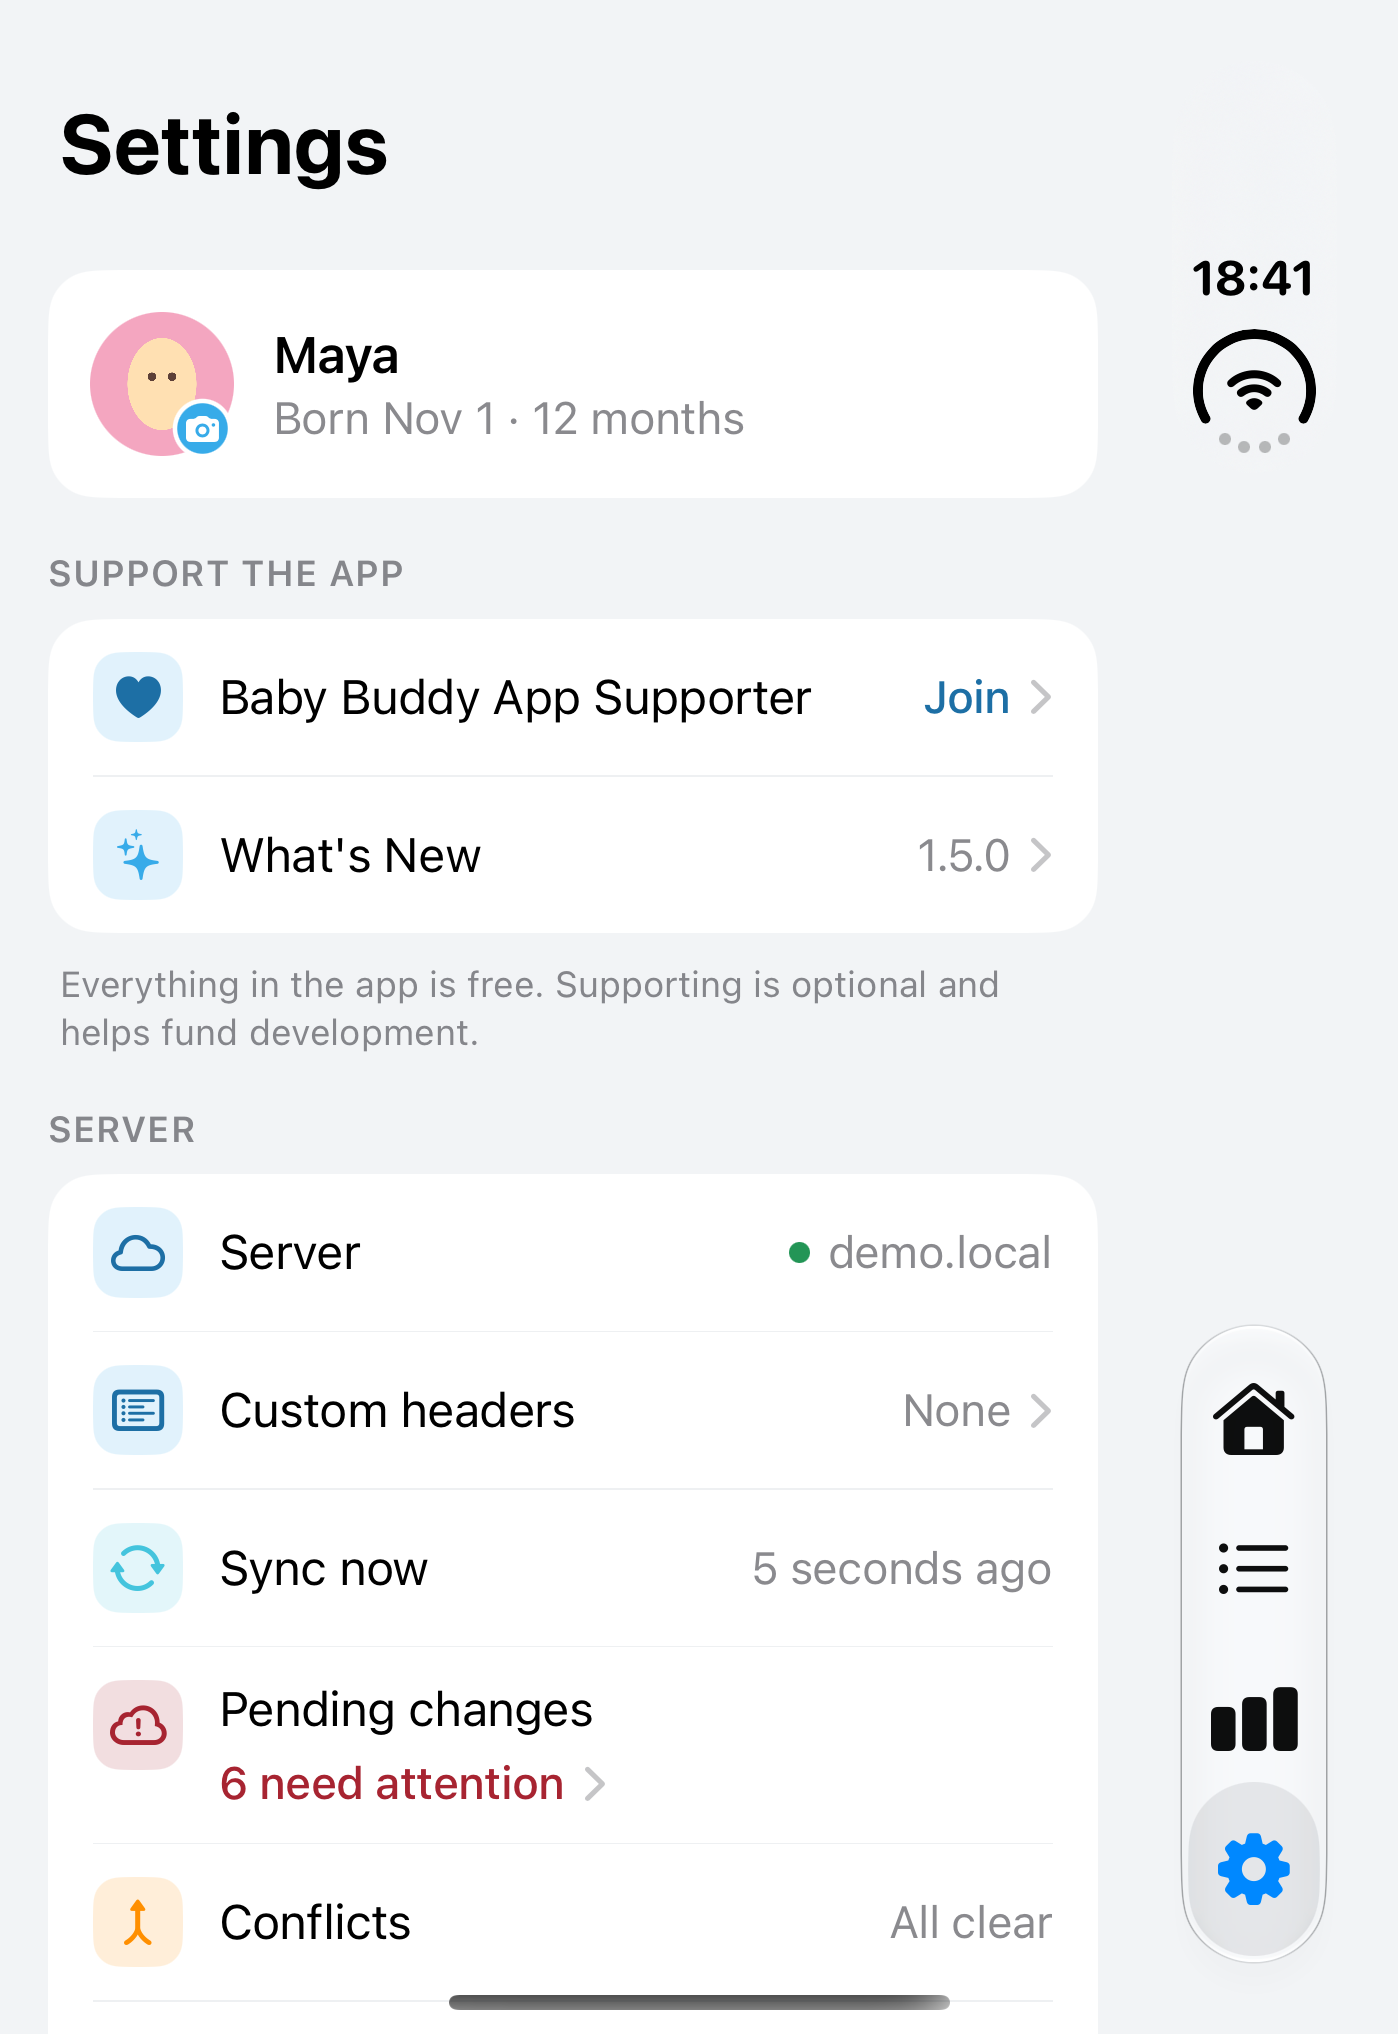 Settings
18:41
Maya
Born Nov 1 · 12 months
SUPPORT THE APP
Baby Buddy App Supporter Join
What's New 1.5.0
Everything in the app is free. Supporting is optional and
helps fund development.
SERVER
Server demo.local
Custom headers None
Sync now 5 seconds ago
Pending changes
6 need attention
Conflicts All clear